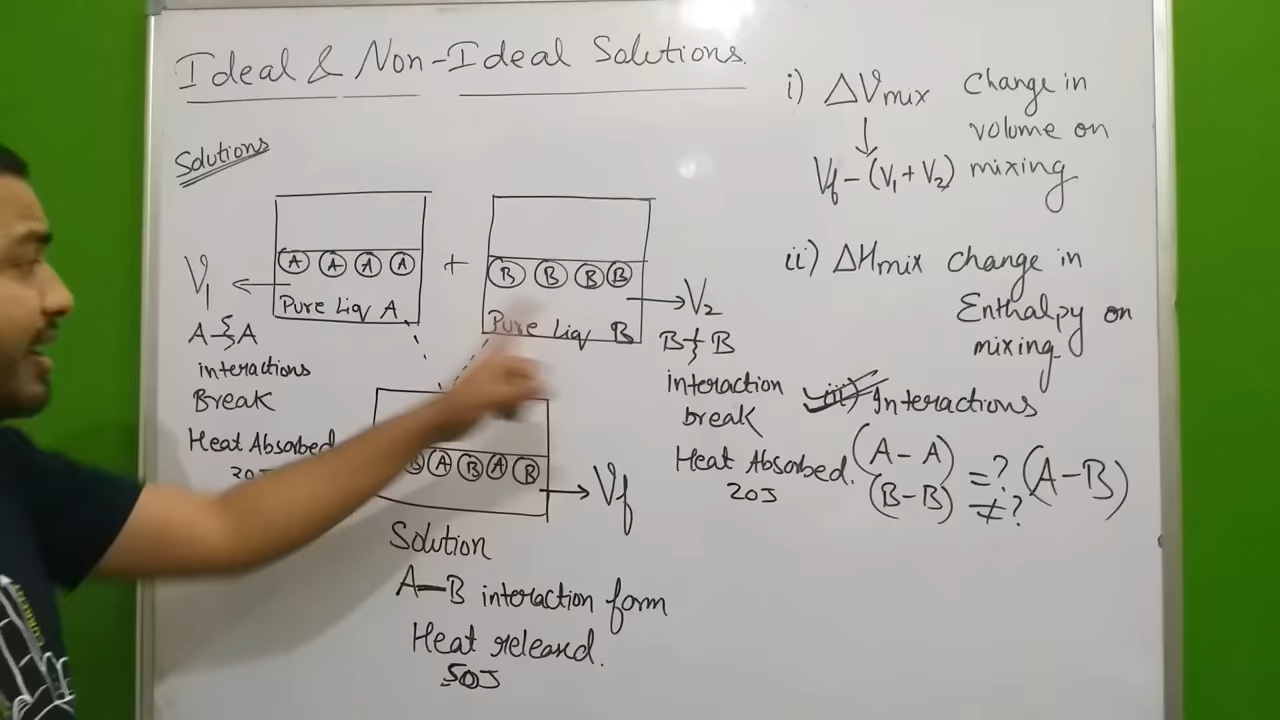 Ideal & Non-Ideal Solutions.
Solutions
A A A A
Pure Liq A
V1
A-A
interactions
Break
Heat Absorbed
20J
+
B B B B
Pure Liq B
V2
B-B
interaction
break
Heat Absorbed.
20J
A B A B
Vf
Solution
A-B interaction form
Heat released.
50J
i) ΔVmix Change in
volume on
mixing
↓
Vf-(V1+V2)
ii) ΔHmix change in
Enthalpy on
mixing
iii) Interactions
(A-A)
(B-B)
=?
≠?
(A-B)